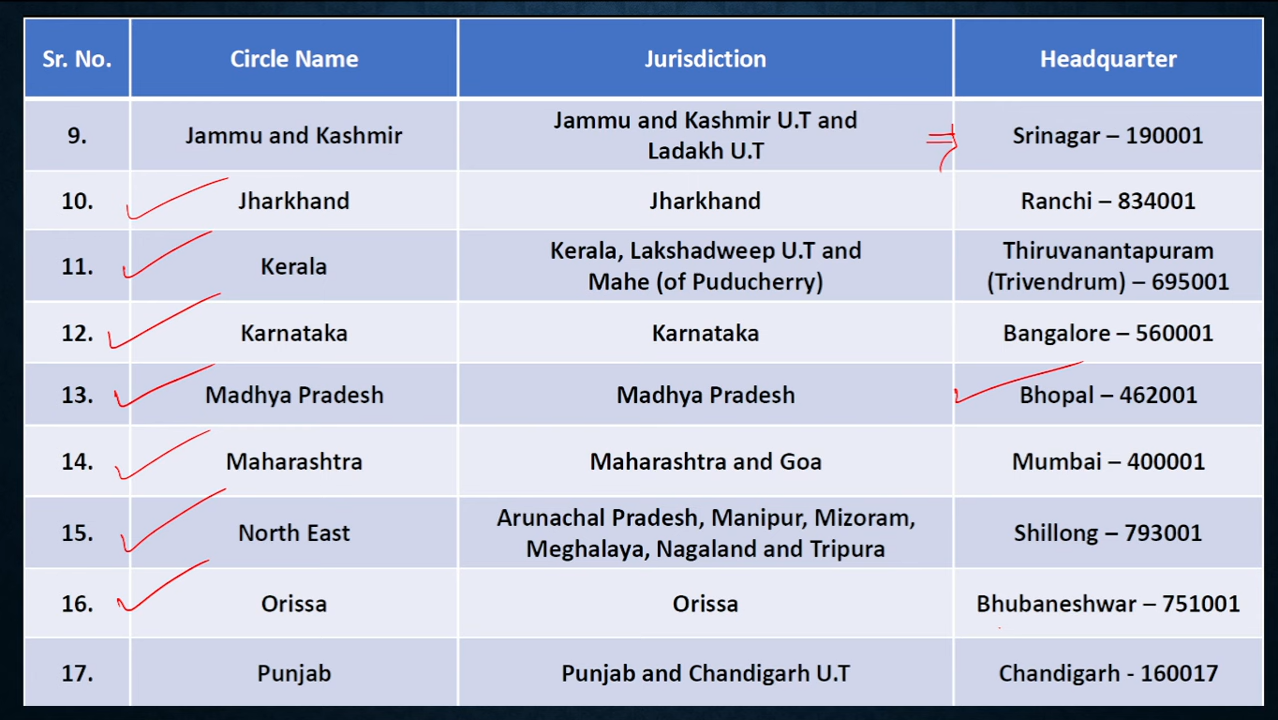 Sr. No. Circle Name Jurisdiction Headquarter
9. Jammu and Kashmir Jammu and Kashmir U.T and
Ladakh U.T Srinagar – 190001
10. Jharkhand Jharkhand Ranchi – 834001
11. Kerala Kerala, Lakshadweep U.T and
Mahe (of Puducherry) Thiruvanantapuram
(Trivendrum) – 695001
12. Karnataka Karnataka Bangalore – 560001
13. Madhya Pradesh Madhya Pradesh Bhopal – 462001
14. Maharashtra Maharashtra and Goa Mumbai – 400001
15. North East Arunachal Pradesh, Manipur, Mizoram,
Meghalaya, Nagaland and Tripura Shillong – 793001
16. Orissa Orissa Bhubaneshwar – 751001
17. Punjab Punjab and Chandigarh U.T Chandigarh - 160017